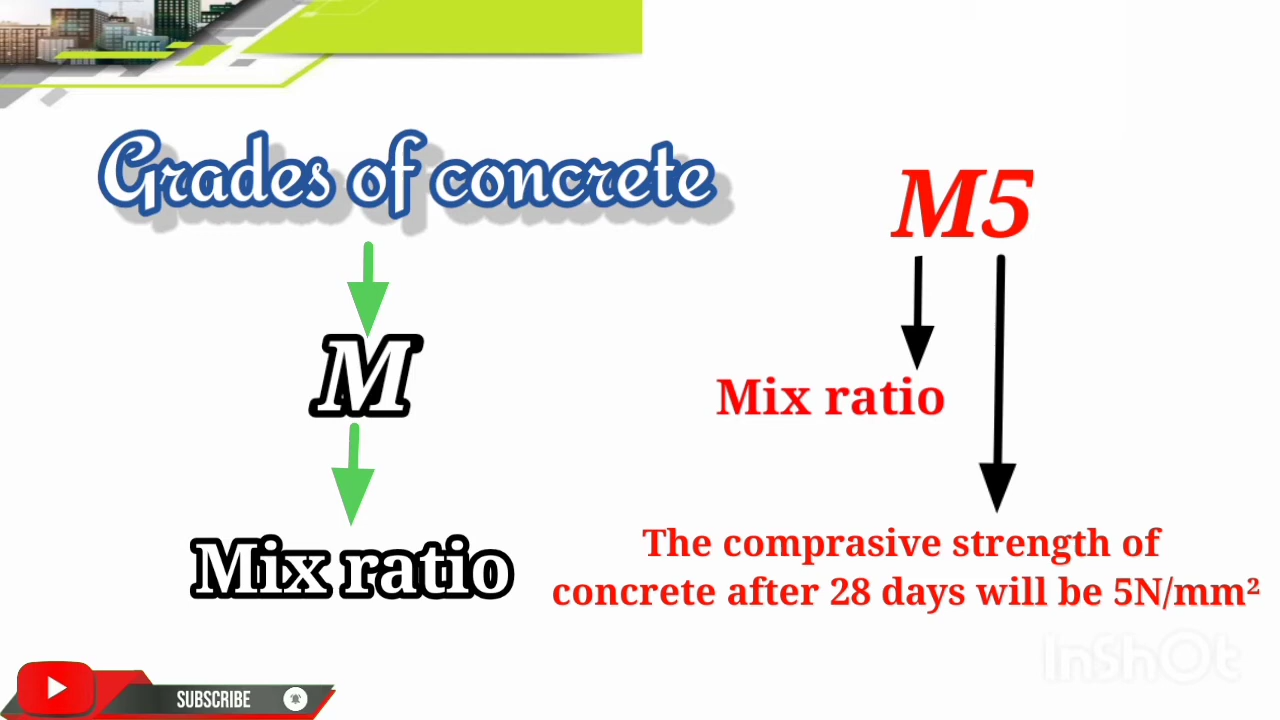 Grades of concrete
M
Mix ratio
M5
Mix ratio
The comprasive strength of
concrete after 28 days will be 5N/mm²
SUBSCRIBE
InShOt